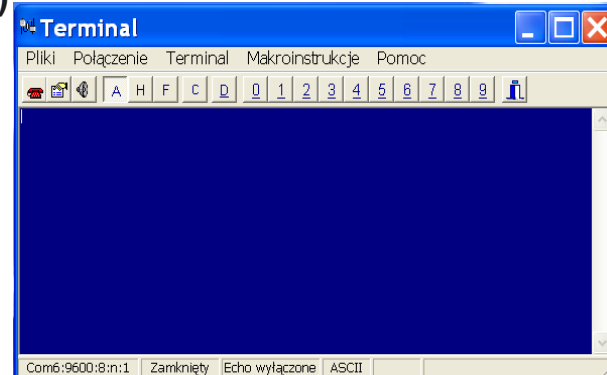 )
Terminal
Pliki Połączenie Terminal Makroinstrukcje Pomoc
A H F C D 0 1 2 3 4 5 6 7 8 9
Com6:9600:8:n:1 Zamknięty Echo wyłączone ASCII